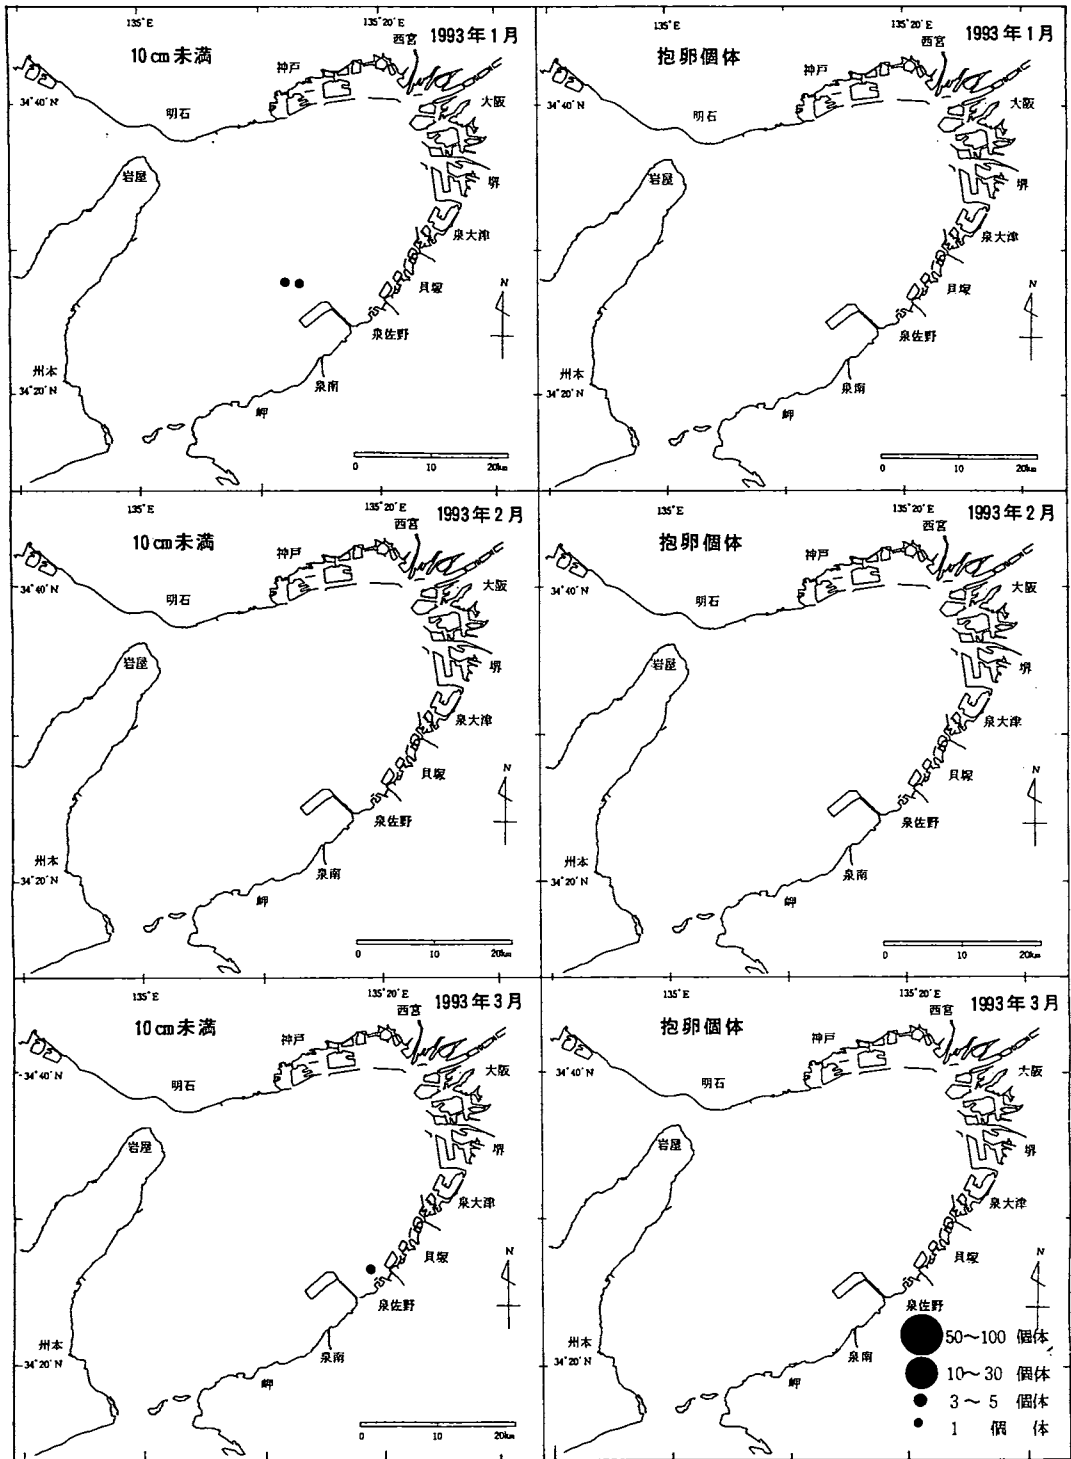 135°E
135°20′E
1993年1月
10cm未満
西宮
神戸
34°40′N
大阪
明石
堺
岩屋
泉大津
貝塚
N
泉佐野
州本
泉南
34°20′N
岬
0 10 20km
135°E
135°20′E
1993年1月
抱卵個体
西宮
神戸
34°40′N
大阪
明石
堺
岩屋
泉大津
貝塚
N
泉佐野
州本
泉南
34°20′N
岬
0 10 20km
135°E
135°20′E
1993年2月
10cm未満
西宮
神戸
34°40′N
大阪
明石
堺
岩屋
泉大津
貝塚
N
泉佐野
州本
泉南
34°20′N
岬
0 10 20km
135°E
135°20′E
1993年2月
抱卵個体
西宮
神戸
34°40′N
大阪
明石
堺
岩屋
泉大津
貝塚
N
泉佐野
州本
泉南
34°20′N
岬
0 10 20km
135°E
135°20′E
1993年3月
10cm未満
西宮
神戸
34°40′N
大阪
明石
堺
岩屋
泉大津
貝塚
N
泉佐野
州本
泉南
34°20′N
岬
0 10 20km
135°E
135°20′E
1993年3月
抱卵個体
西宮
神戸
34°40′N
大阪
明石
堺
岩屋
泉大津
貝塚
N
泉佐野
州本
泉南
34°20′N
岬
50～100 個体
10～30 個体
3～5 個体
1 個体